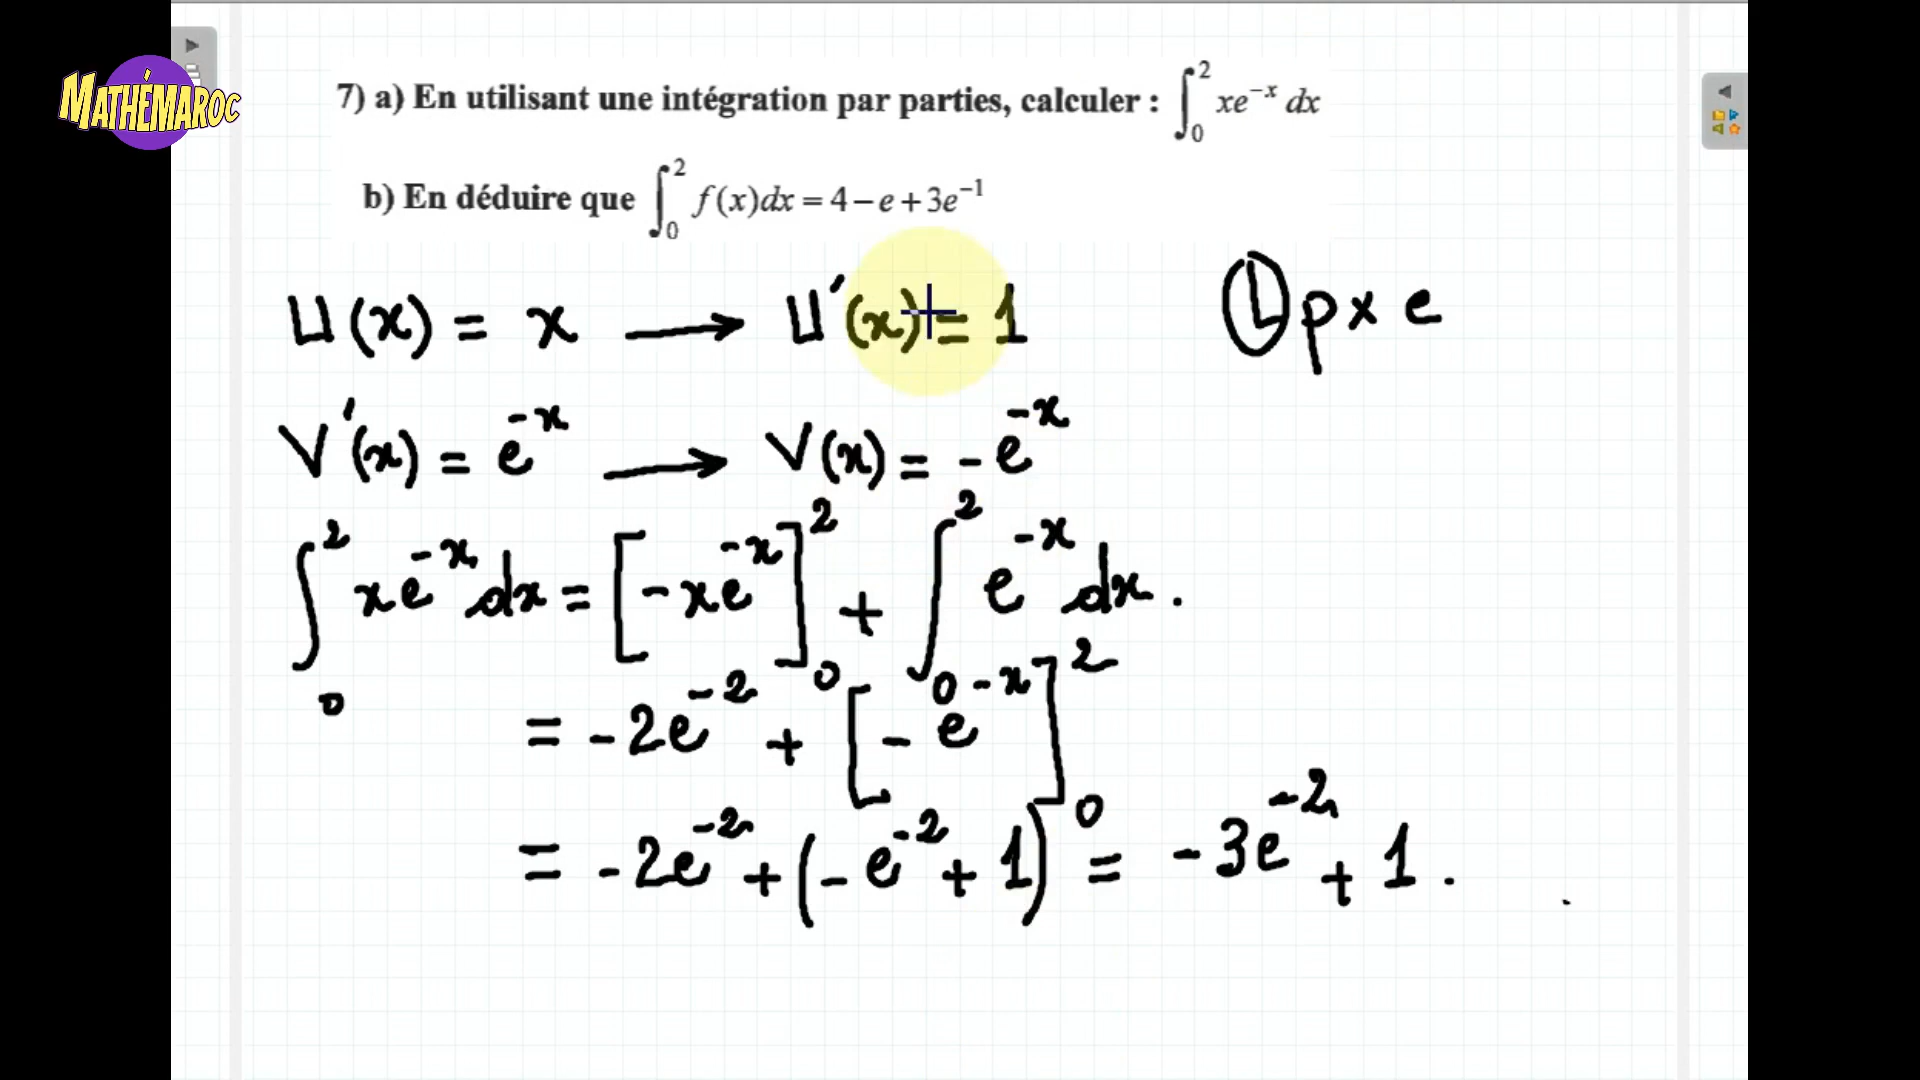 MATHÉMAROC
7) a) En utilisant une intégration par parties, calculer : ∫₀² xe⁻ˣ dx
b) En déduire que ∫₀² f(x)dx = 4 − e + 3e⁻¹
U(x) = x ⟶ U'(x) = 1
L p x e
V'(x) = e⁻ˣ ⟶ V(x) = -e⁻ˣ
∫₀² xe⁻ˣ dx = [-xe⁻ˣ]₀² + ∫₀² e⁻ˣ dx.
= -2e⁻² + [-e⁻ˣ]₀²
= -2e⁻² + (-e⁻² + 1) = -3e⁻² + 1.